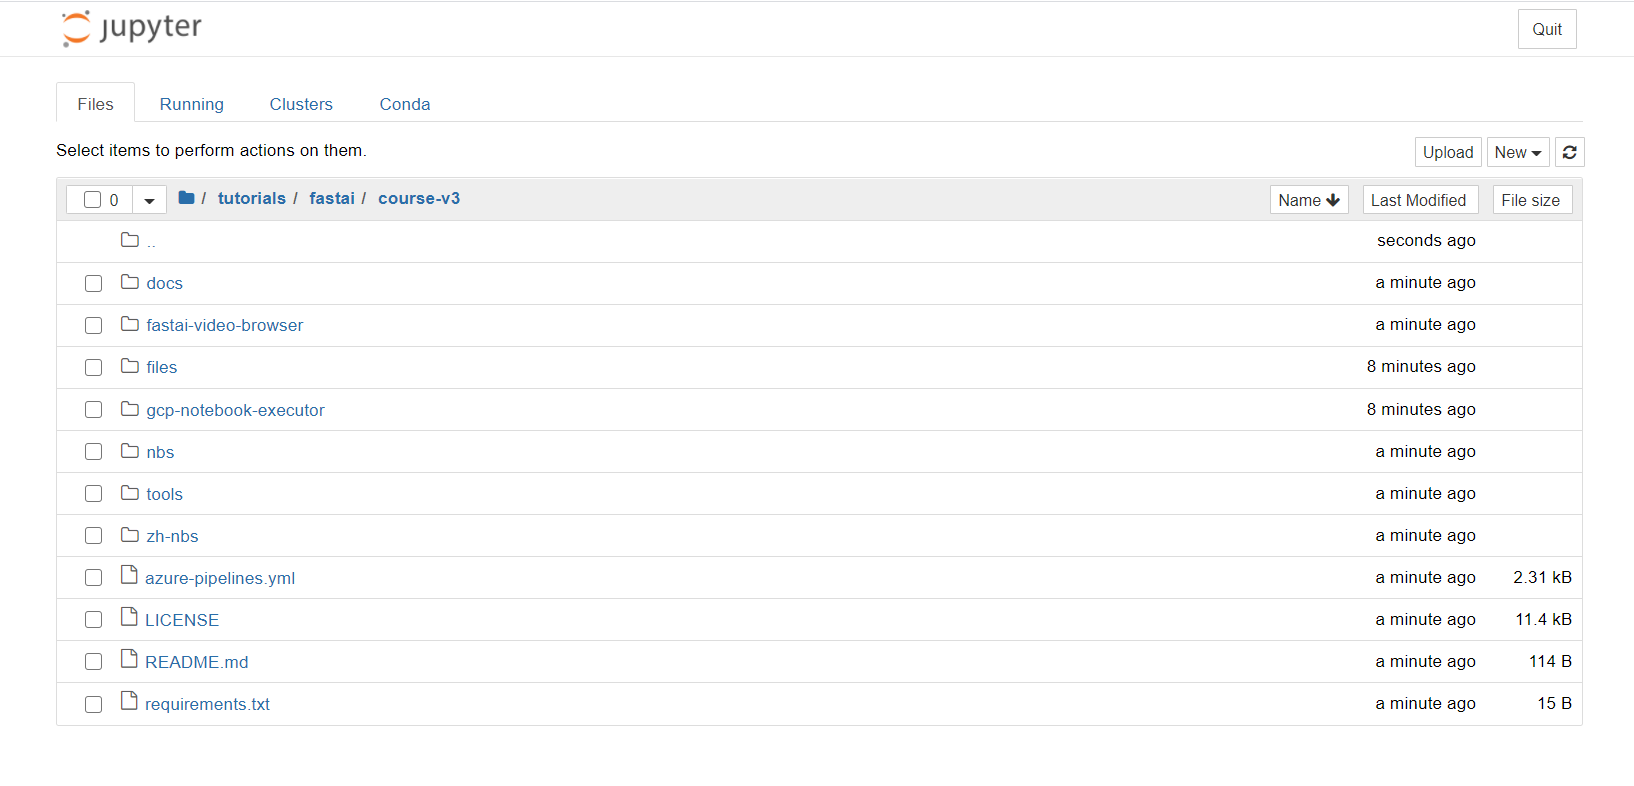 jupyter
Quit
Files Running Clusters Conda
Select items to perform actions on them.
Upload New
0 / tutorials / fastai / course-v3 Name Last Modified File size
.. seconds ago
docs a minute ago
fastai-video-browser a minute ago
files 8 minutes ago
gcp-notebook-executor 8 minutes ago
nbs a minute ago
tools a minute ago
zh-nbs a minute ago
azure-pipelines.yml a minute ago 2.31 kB
LICENSE a minute ago 11.4 kB
README.md a minute ago 114 B
requirements.txt a minute ago 15 B